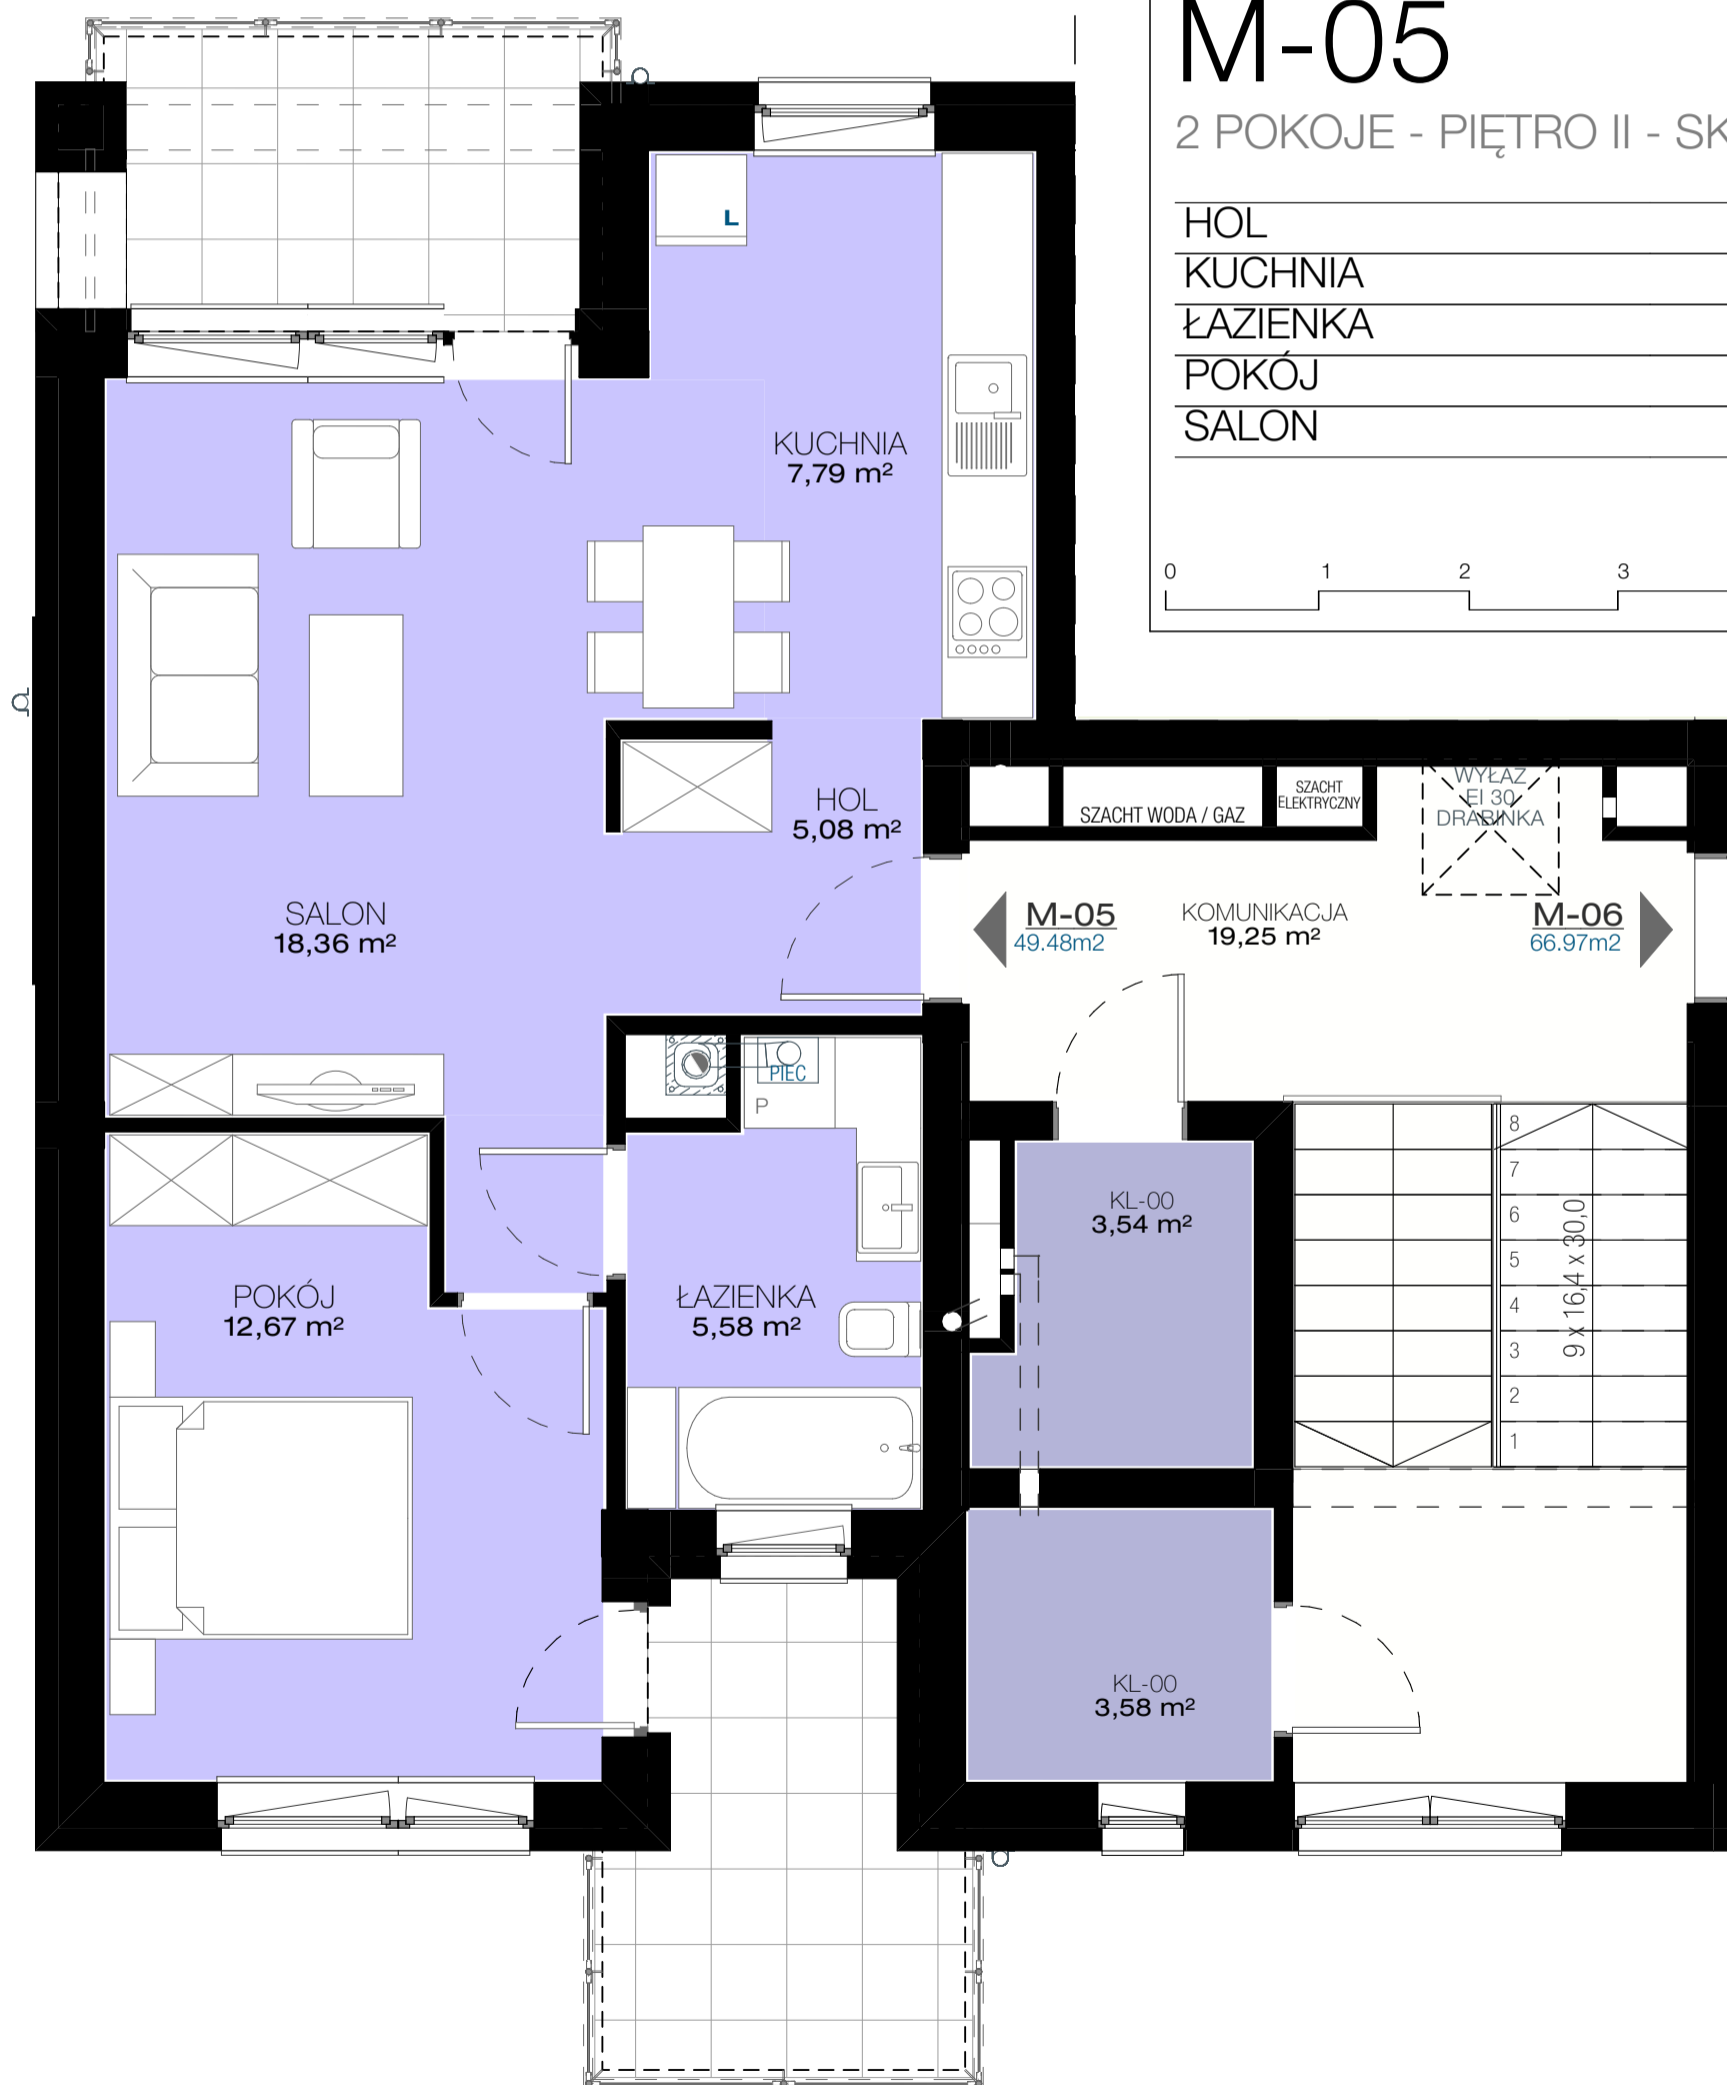 M-05
2 POKOJE - PIĘTRO II - SK
HOL
KUCHNIA
ŁAZIENKA
POKÓJ
SALON
0 1 2 3
L
KUCHNIA
7,79 m²
HOL
5,08 m²
SZACHT WODA / GAZ
SZACHT
ELEKTRYCZNY
WYŁAZ
EI 30
DRABINKA
SALON
18,36 m²
M-05
49.48m2
KOMUNIKACJA
19,25 m²
M-06
66.97m2
PIEC
P
POKÓJ
12,67 m²
ŁAZIENKA
5,58 m²
KL-00
3,54 m²
8
7
6
5
4
3
2
1
9 x 16,4 x 30,0
KL-00
3,58 m²